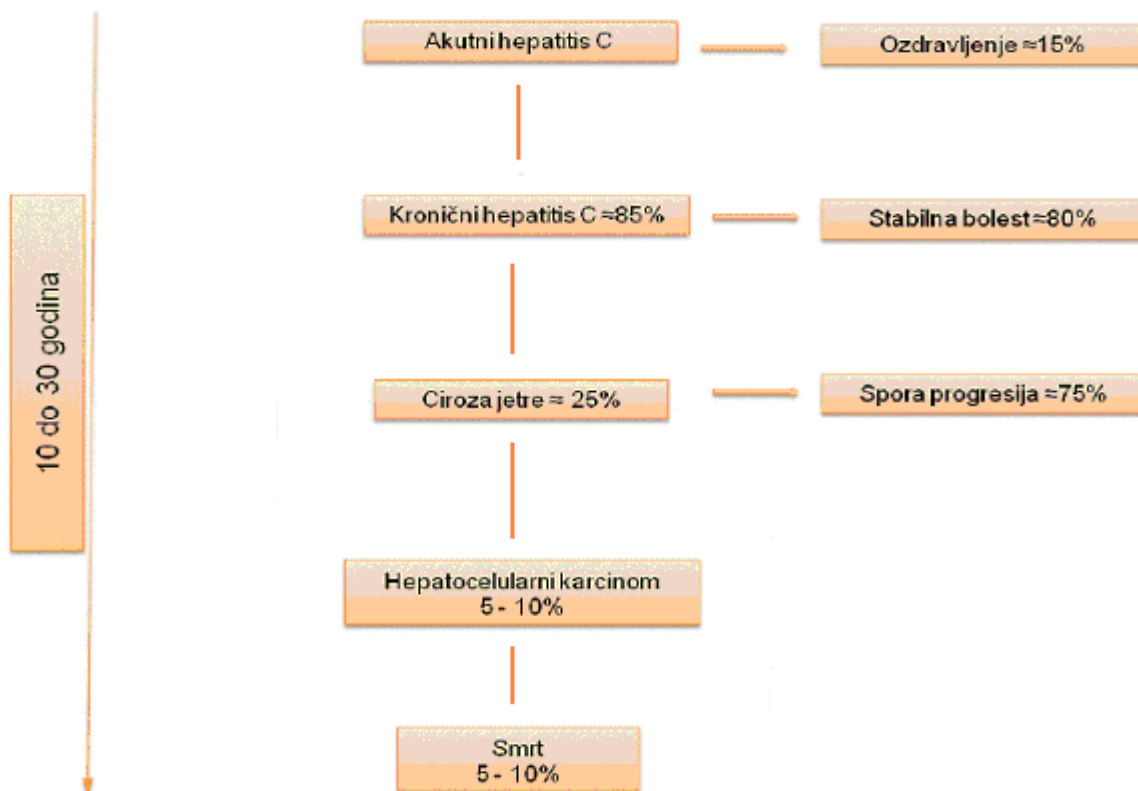 Akutni hepatitis C
Ozdravljenje ≈15%
Kronični hepatitis C ≈85%
Stabilna bolest ≈80%
10 do 30 godina
Ciroza jetre ≈ 25%
Spora progresija ≈75%
Hepatocelularni karcinom
5 - 10%
Smrt
5 - 10%